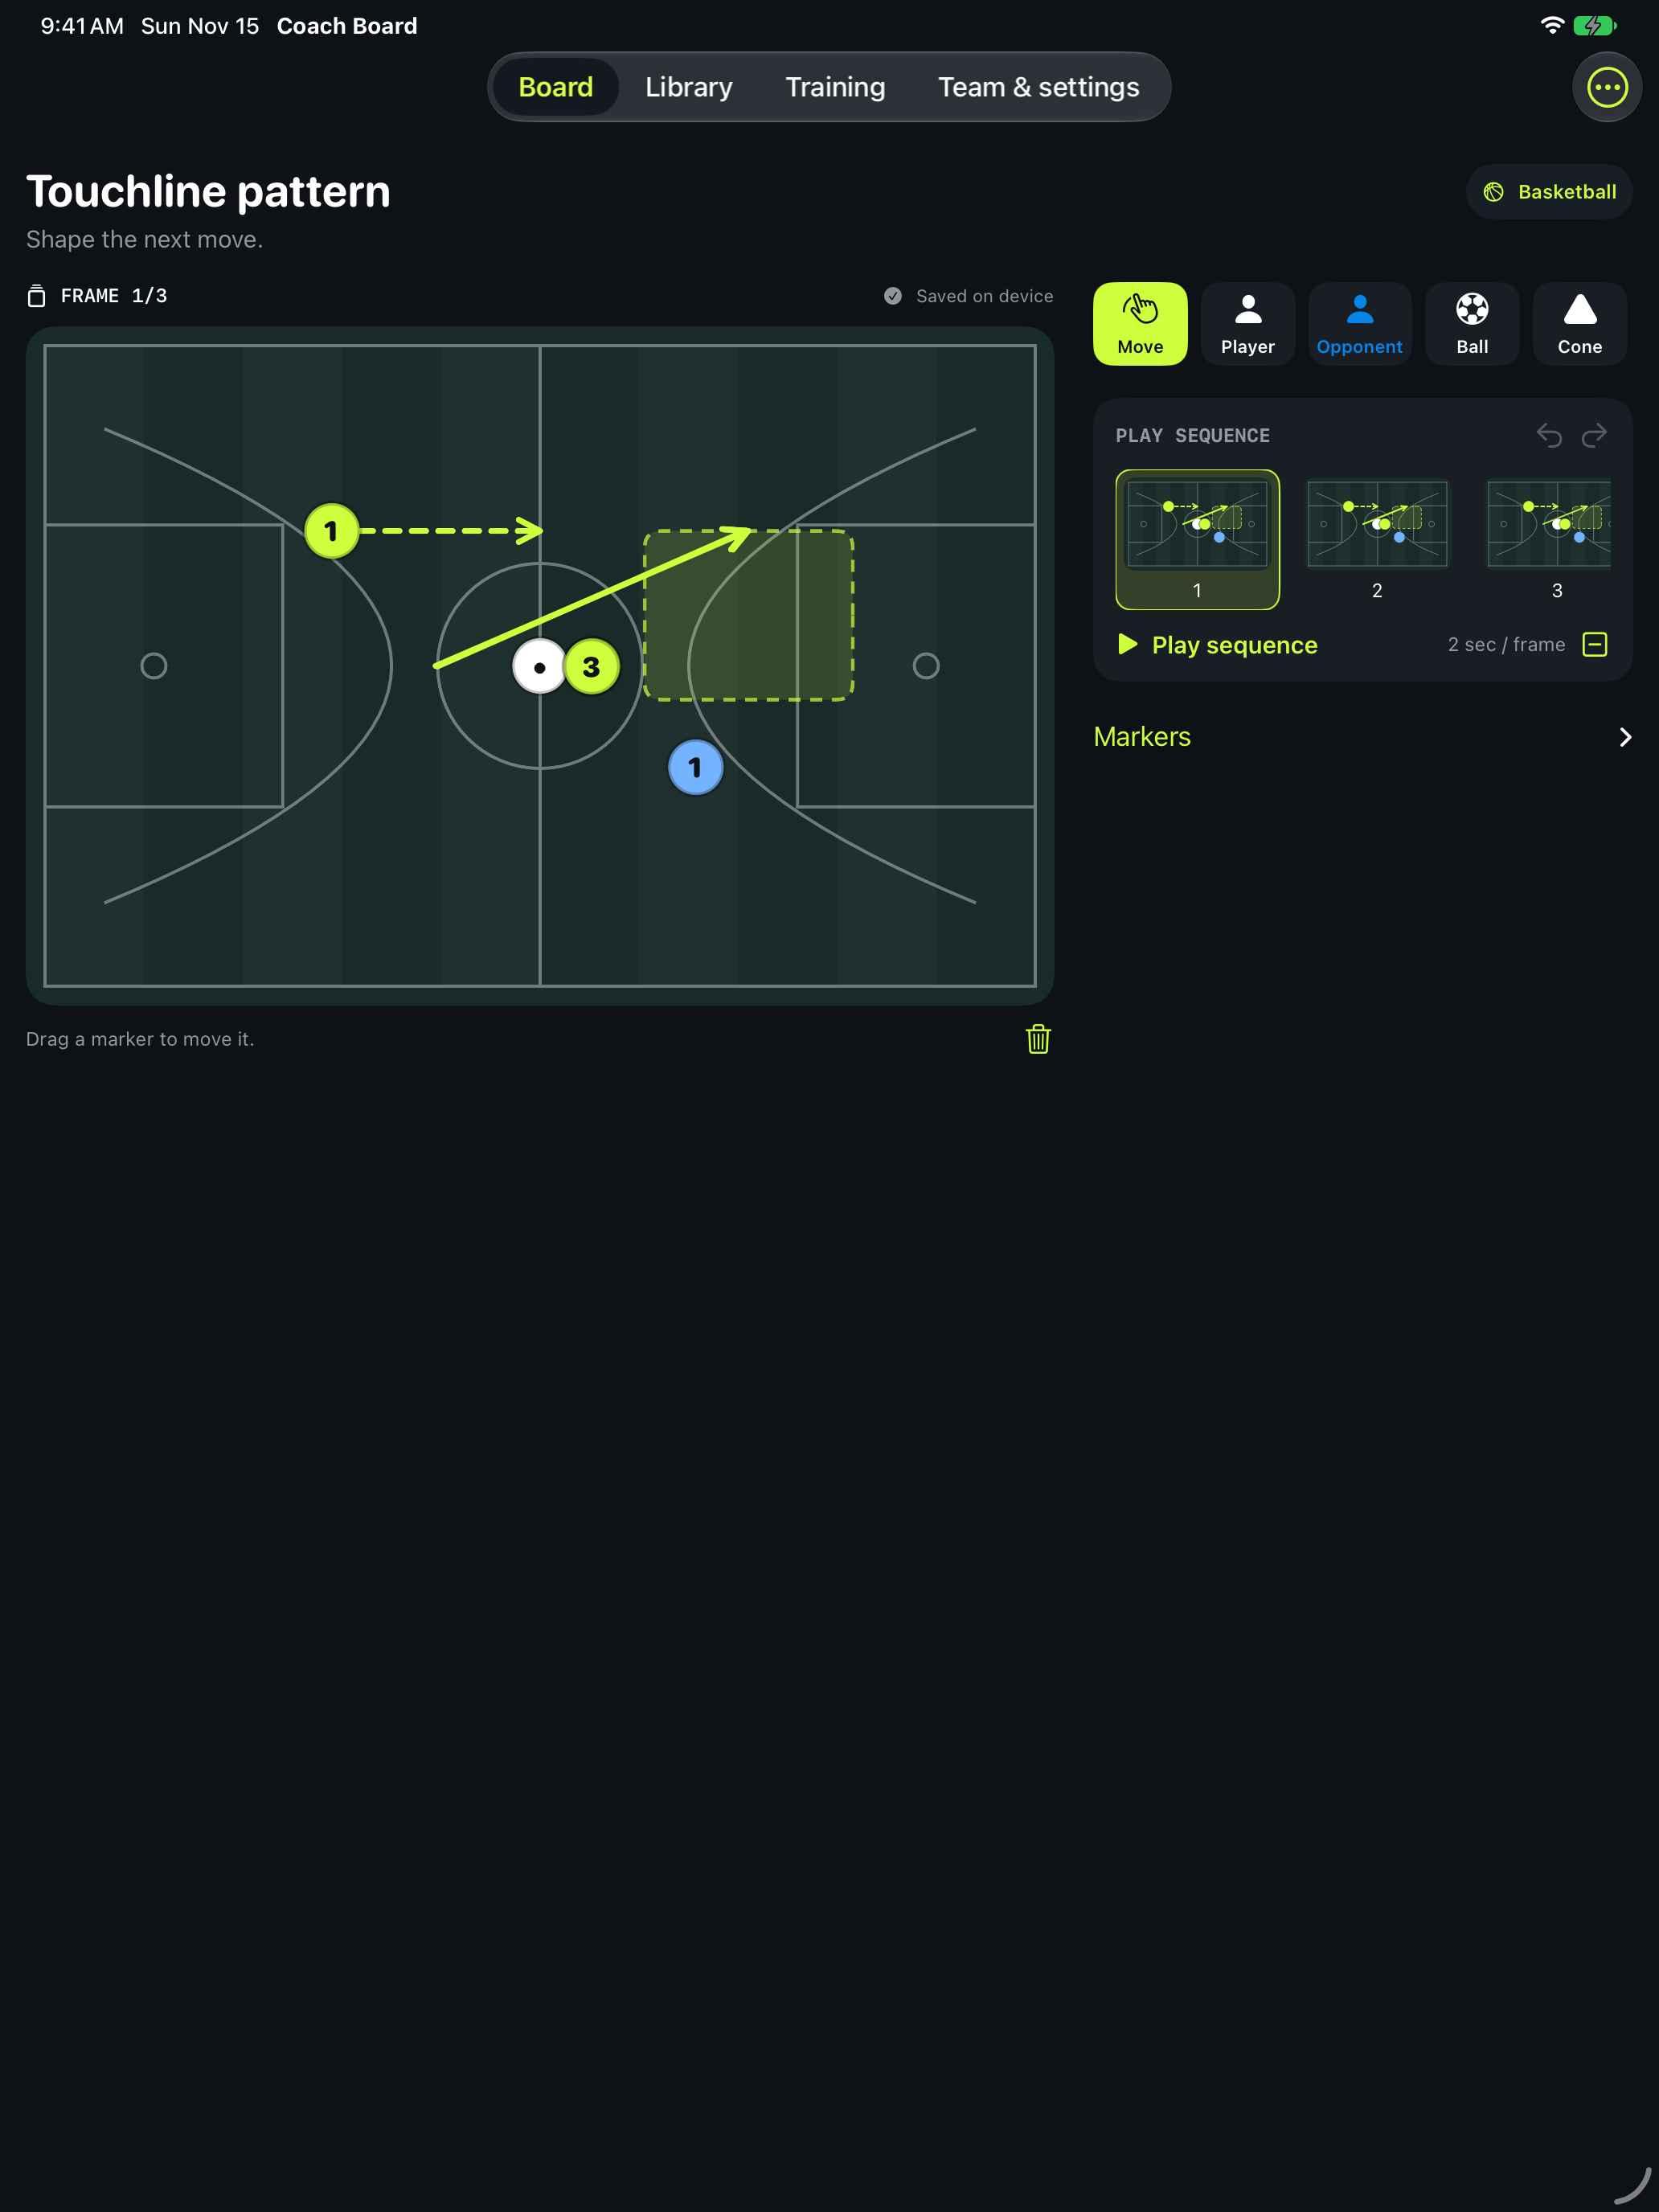 9:41 AM Sun Nov 15 Coach Board
Board Library Training Team & settings
Touchline pattern
Basketball
Shape the next move.
FRAME 1/3
Saved on device
Move Player Opponent Ball Cone
PLAY SEQUENCE
1 2 3
Play sequence
2 sec / frame
Markers
1
3
1
Drag a marker to move it.